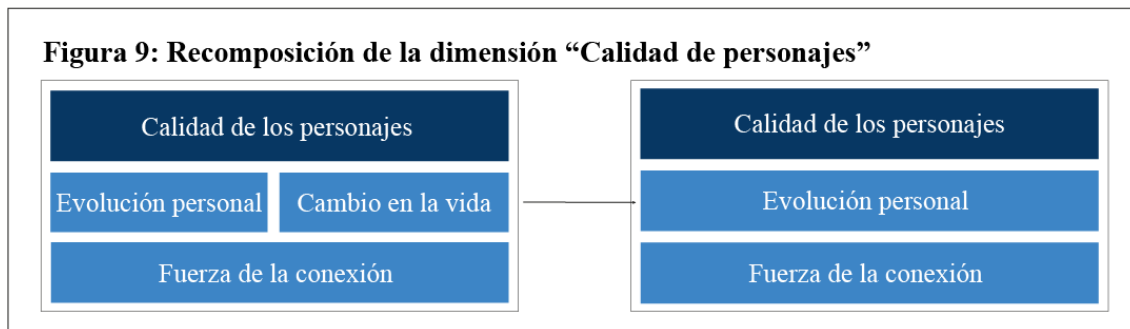 Figura 9: Recomposición de la dimensión “Calidad de personajes”
Calidad de los personajes
Evolución personal
Cambio en la vida
Fuerza de la conexión
Calidad de los personajes
Evolución personal
Fuerza de la conexión